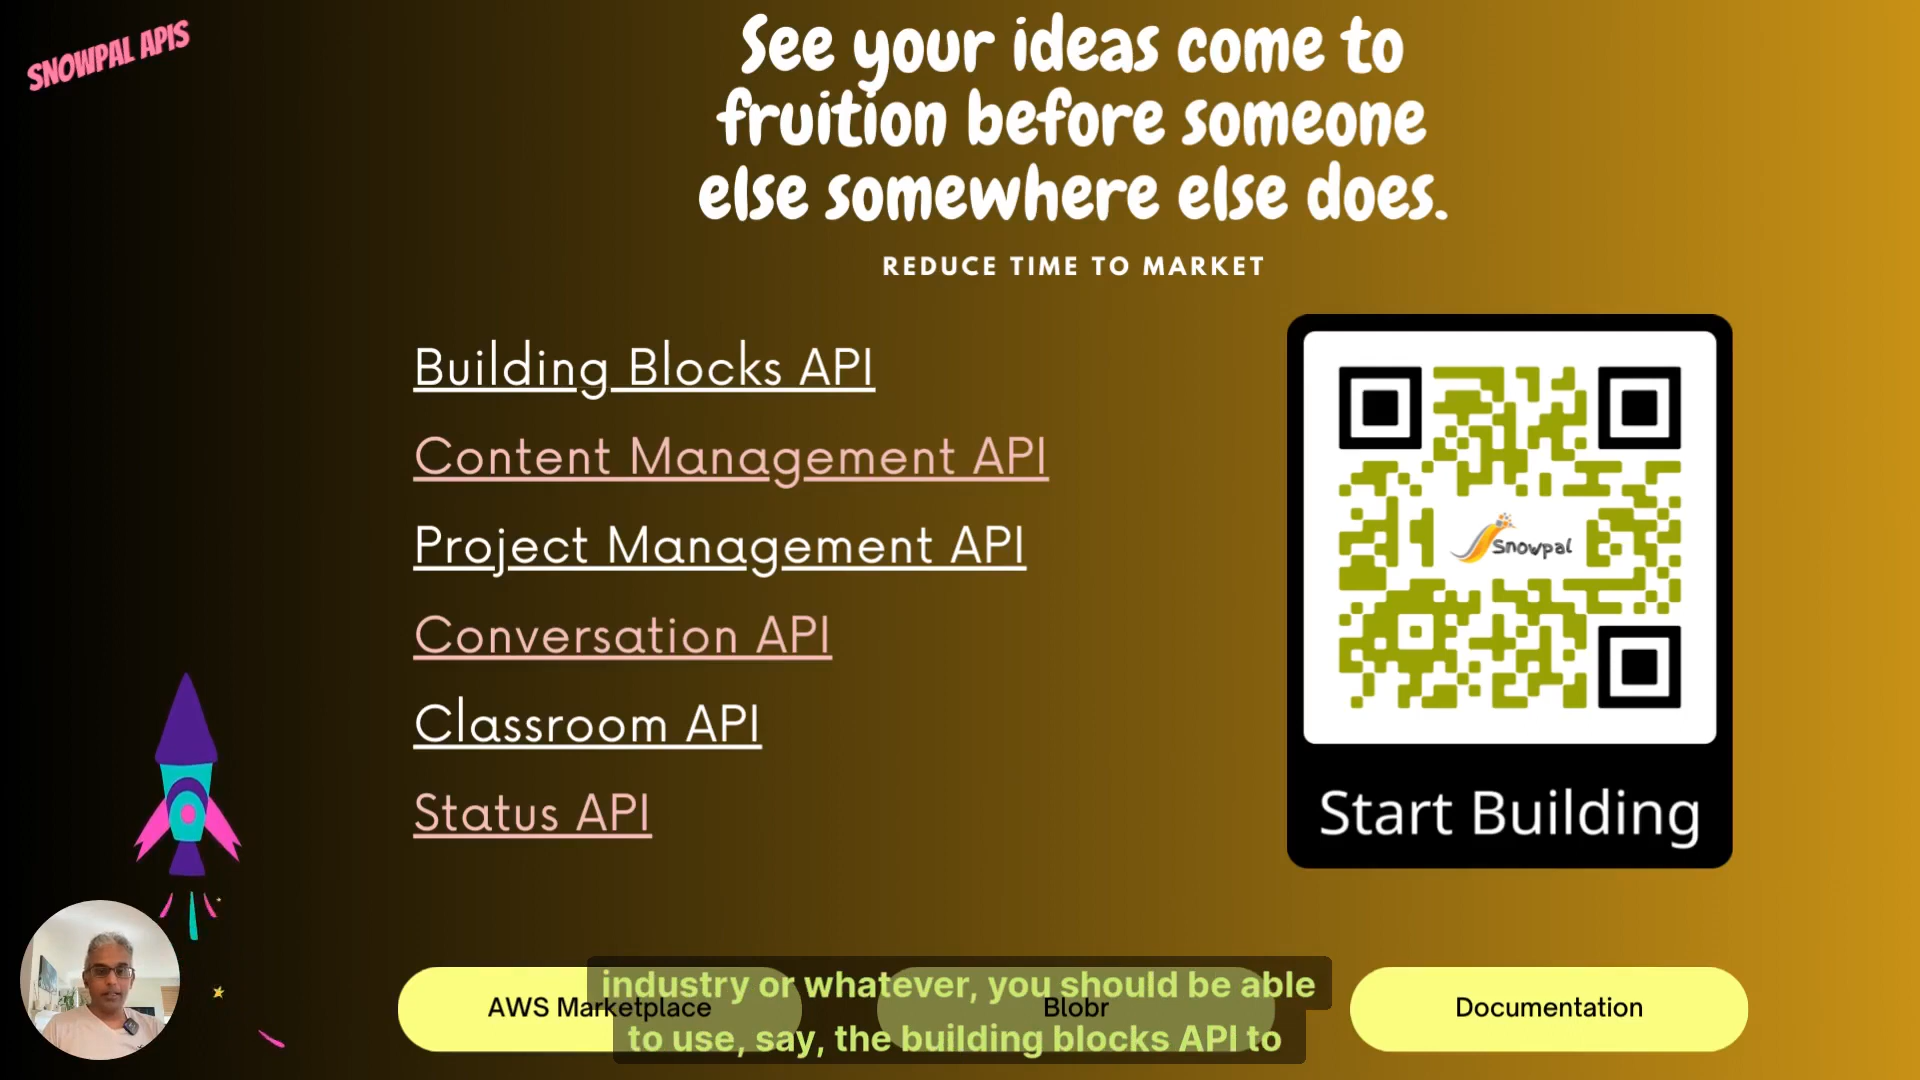 SNOWPAL APIS
See your ideas come to
fruition before someone
else somewhere else does.
REDUCE TIME TO MARKET
Building Blocks API
Content Management API
Project Management API
Conversation API
Classroom API
Status API
Snowpal
Start Building
AWS Marketplace
Blobr
Documentation
industry or whatever, you should be able
to use, say, the building blocks API to